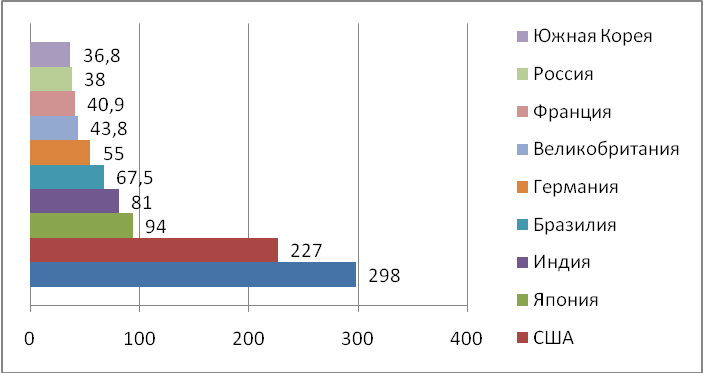 36,8
38
40,9
43,8
55
67,5
81
94
227
298
0 100 200 300 400
Южная Корея
Россия
Франция
Великобритания
Германия
Бразилия
Индия
Япония
США